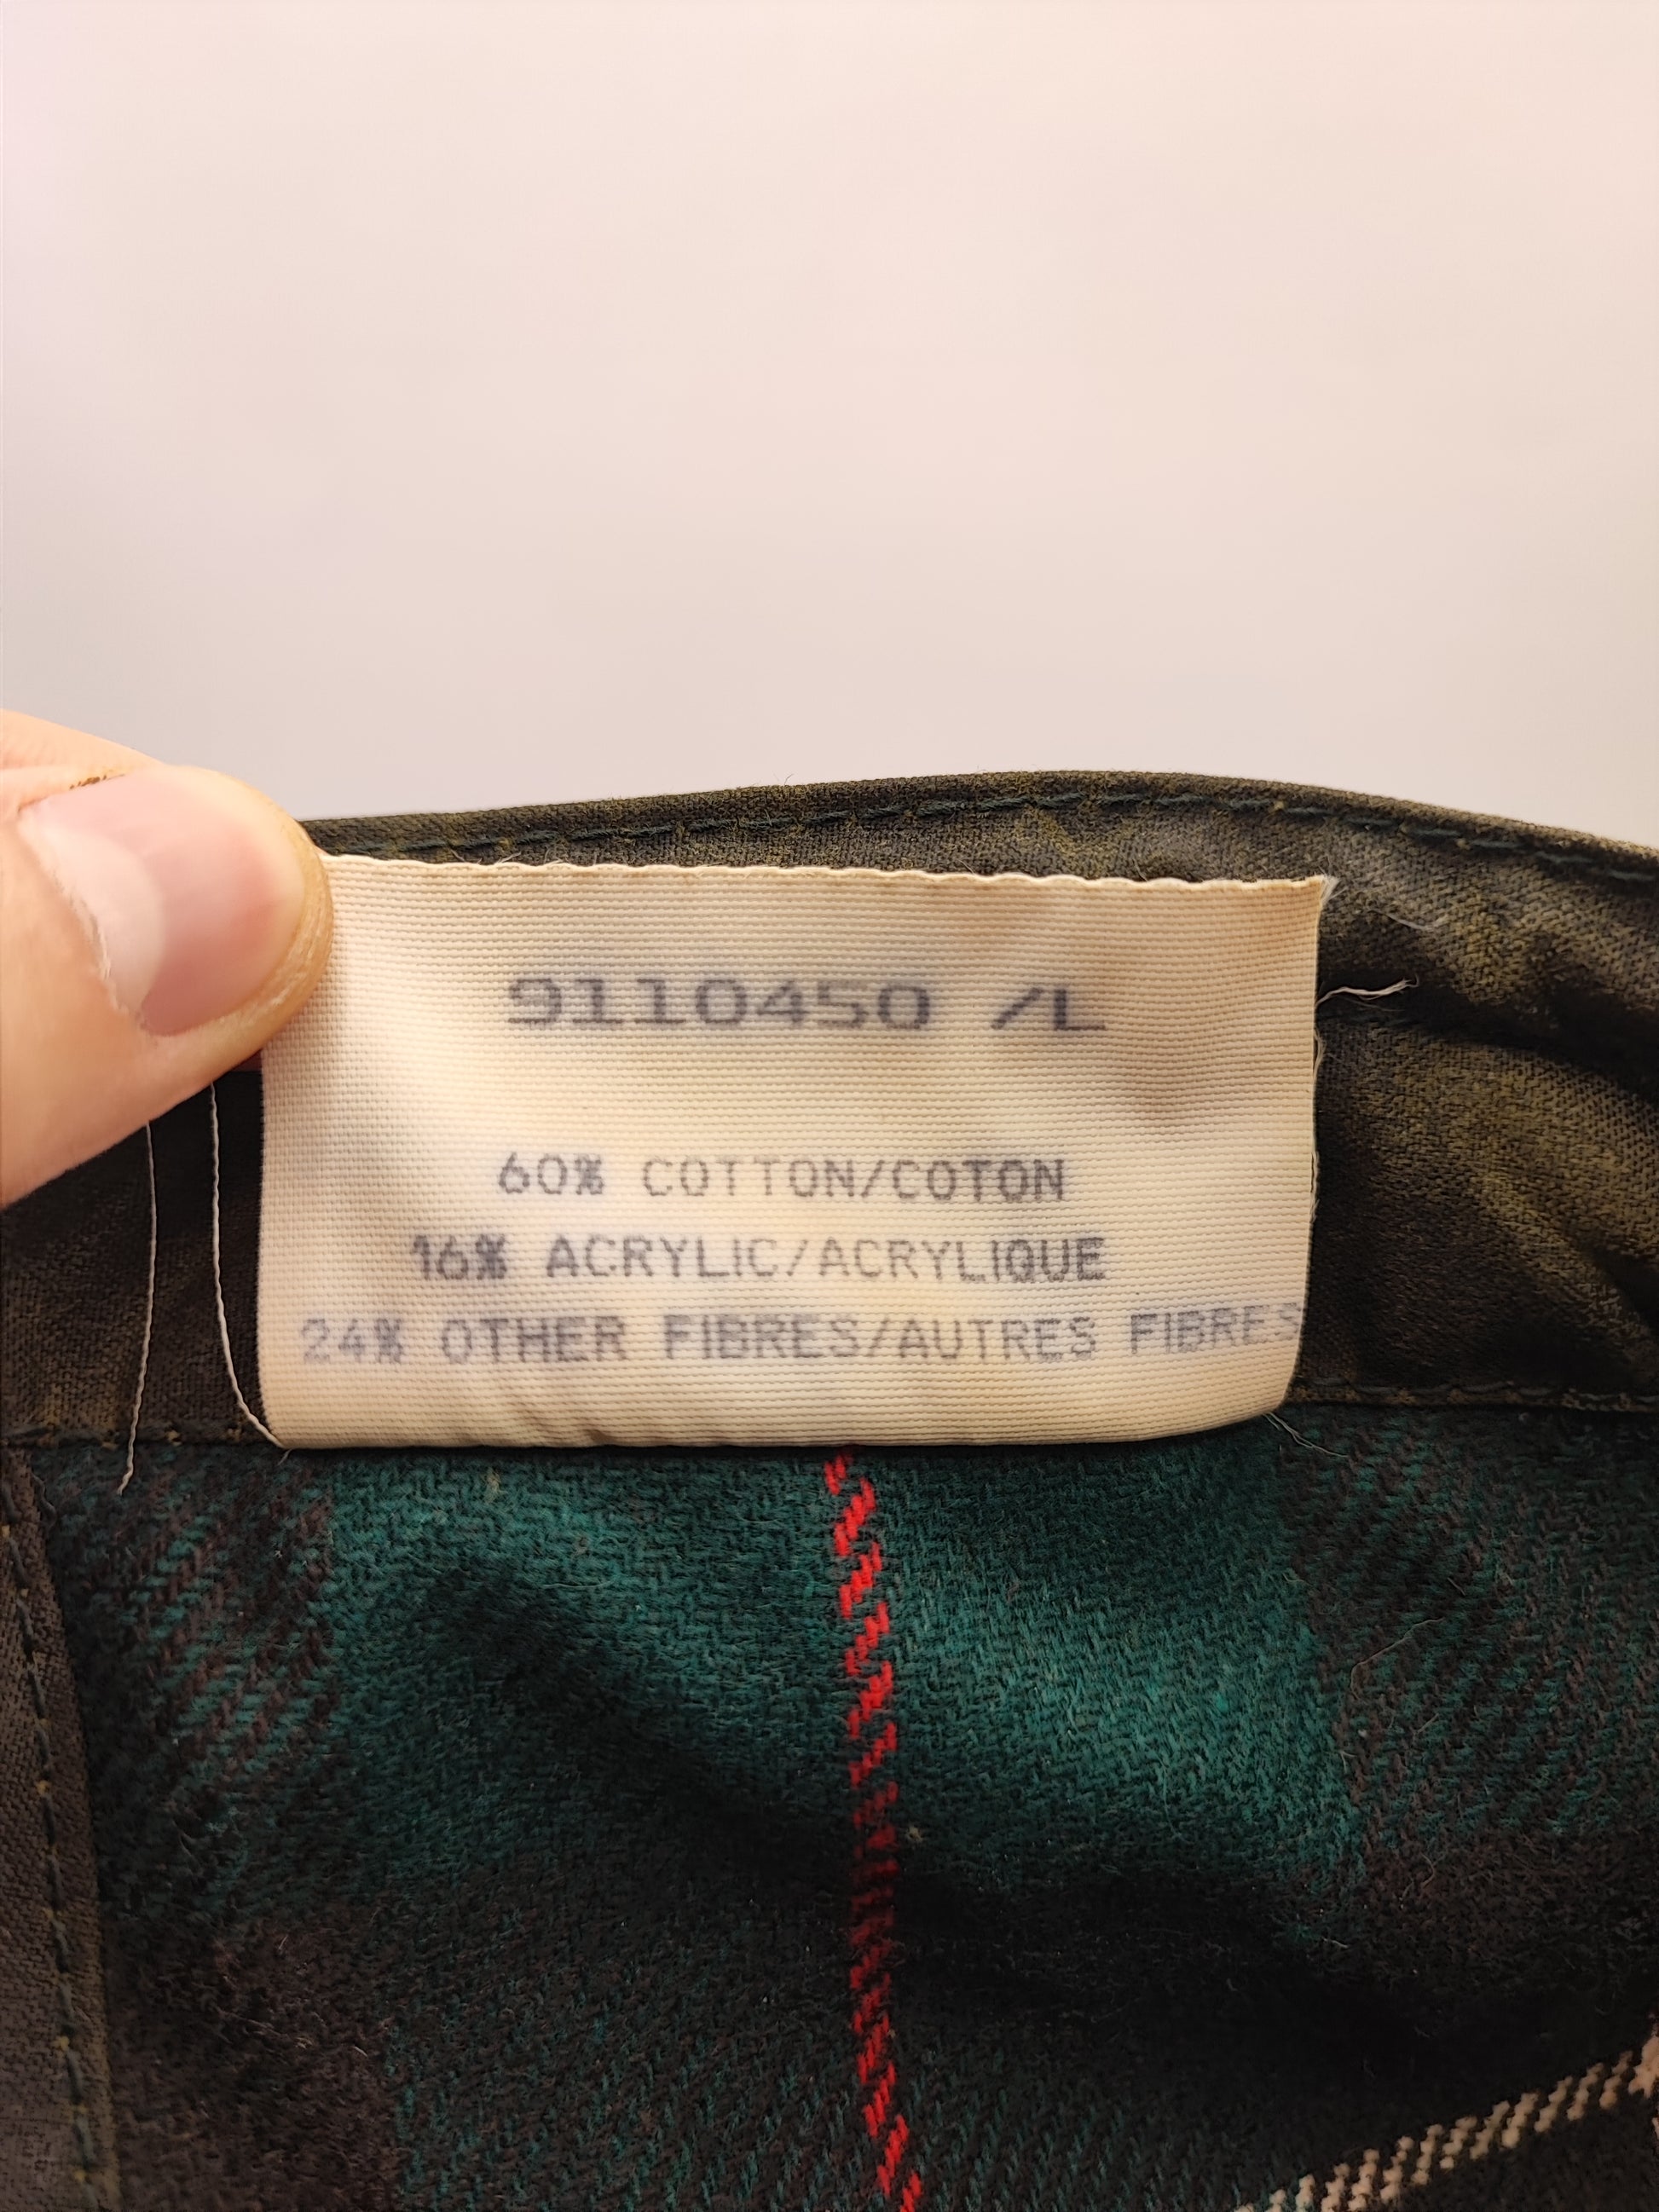 9110450 /L
60% COTTON/COTON
16% ACRYLIC/ACRYLIQUE
24% OTHER FIBRES/AUTRES FIBRES